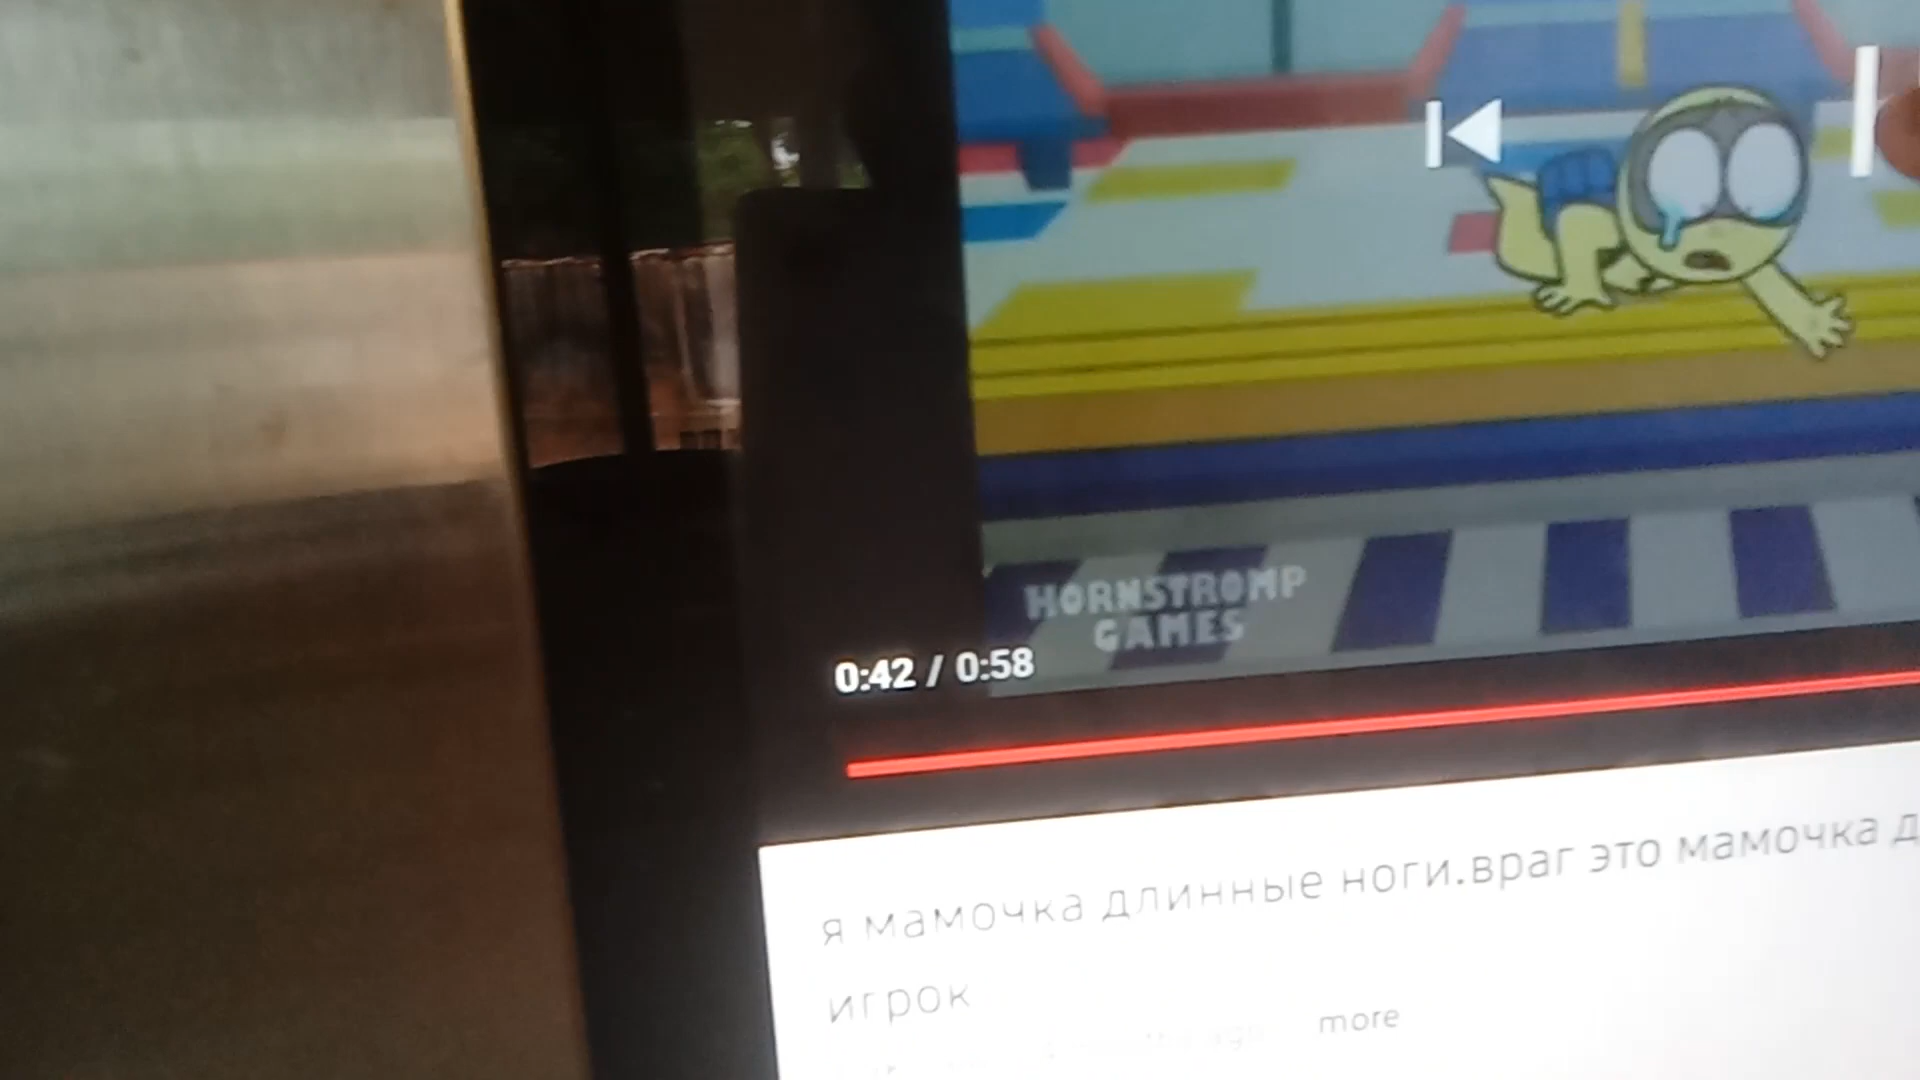 HORNSTROMP
GAMES
0:42 / 0:58
я мамочка длинные ноги.враг это мамочка
игрок
more